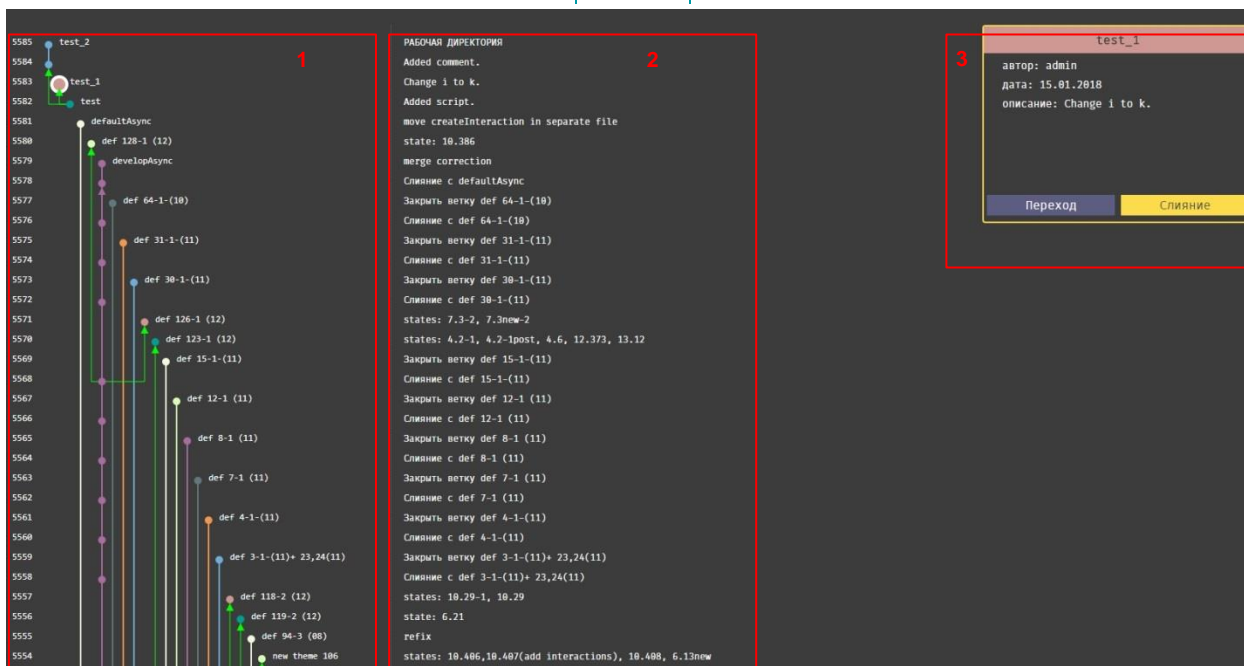 5585 test_2 РАБОЧАЯ ДИРЕКТОРИЯ test_1
5584 1 Added comment. 2 3 автор: admin
5583 test_1 Change i to k. дата: 15.01.2018
5582 test Added script. описание: Change i to k.
5581 defaultAsync move createInteraction in separate file
5580 def 128-1 (12) state: 10.386
5579 developAsync merge correction
5578 Слияние с defaultAsync
5577 def 64-1-(10) Закрыть ветку def 64-1-(10) Переход Слияние
5576 Слияние с def 64-1-(10)
5575 def 31-1-(11) Закрыть ветку def 31-1-(11)
5574 Слияние с def 31-1-(11)
5573 def 30-1-(11) Закрыть ветку def 30-1-(11)
5572 Слияние с def 30-1-(11)
5571 def 126-1 (12) states: 7.3-2, 7.3new-2
5570 def 123-1 (12) states: 4.2-1, 4.2-1post, 4.6, 12.373, 13.12
5569 def 15-1-(11) Закрыть ветку def 15-1-(11)
5568 Слияние с def 15-1-(11)
5567 def 12-1 (11) Закрыть ветку def 12-1 (11)
5566 Слияние с def 12-1 (11)
5565 def 8-1 (11) Закрыть ветку def 8-1 (11)
5564 Слияние с def 8-1 (11)
5563 def 7-1 (11) Закрыть ветку def 7-1 (11)
5562 Слияние с def 7-1 (11)
5561 def 4-1-(11) Закрыть ветку def 4-1-(11)
5560 Слияние с def 4-1-(11)
5559 def 3-1-(11)+ 23,24(11) Закрыть ветку def 3-1-(11)+ 23,24(11)
5558 Слияние с def 3-1-(11)+ 23,24(11)
5557 def 118-2 (12) states: 10.29-1, 10.29
5556 def 119-2 (12) state: 6.21
5555 def 94-3 (08) refix
5554 new theme 106 states: 10.406,10.407(add interactions), 10.408, 6.13new